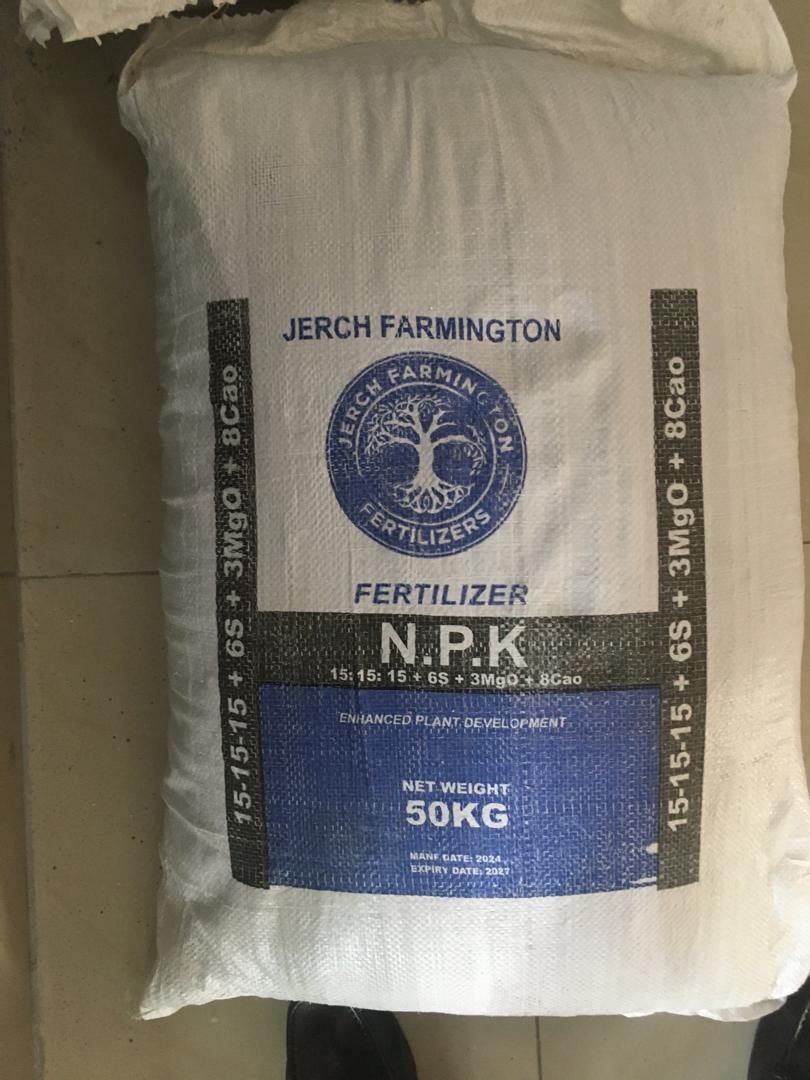 JERCH FARMINGTON
JERCH FARMINGTON
FERTILIZERS
FERTILIZER
N.P.K
15:15: 15 + 6S + 3MgO + 8Cao
15-15-15 + 6S + 3MgO + 8Cao
15-15-15 + 6S + 3MgO + 8Cao
ENHANCED PLANT DEVELOPMENT
NET WEIGHT
50KG
MANF.DATE: 2024
EXPIRY DATE: 2027